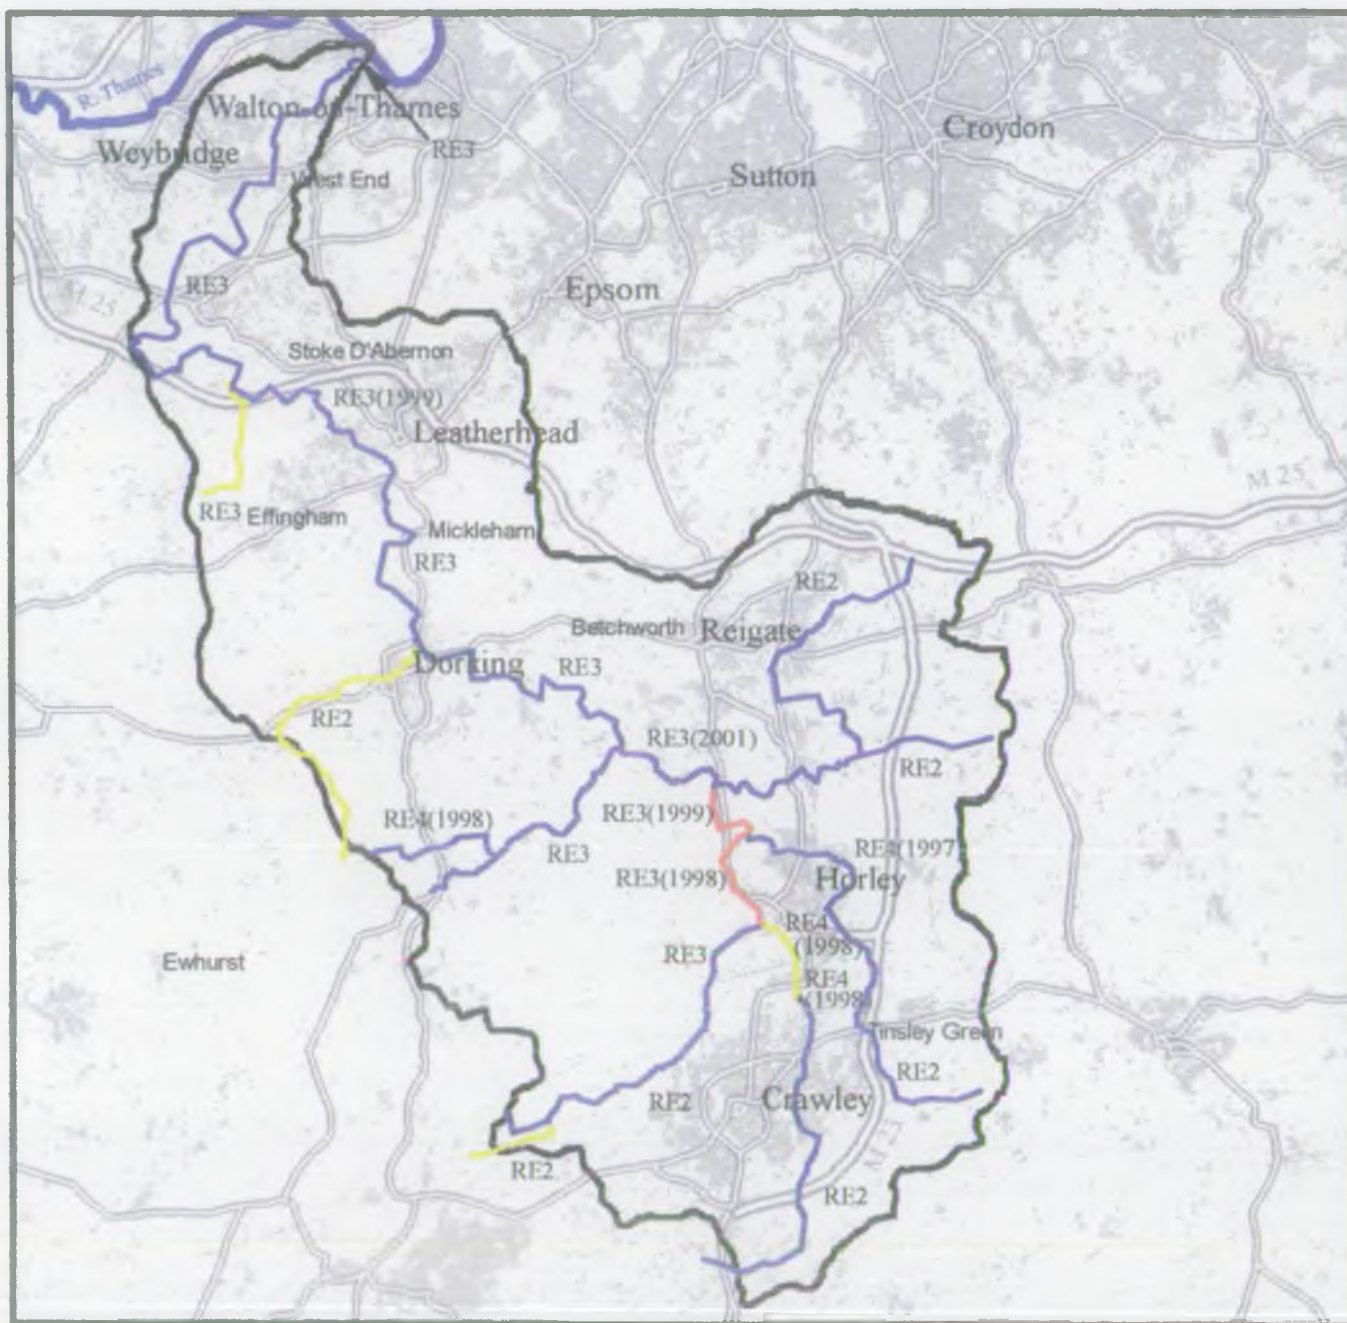 R. Thames
Walton-on-Thames
Croydon
Weybridge
RE3
West End
Sutton
RE3
M 25
Epsom
Stoke D'Abernon
RE3(1999)
Leatherhead
M 25
RE3
Effingham
Mickleham
RE3
RE2
Betchworth
Reigate
Dorking
RE3
RE2
RE3(2001)
RE2
RE3(1999)
RE4(1998)
RE3
RE4(1997)
RE3(1998)
Horley
RE4
(1998)
RE3
Ewhurst
RE4
(1998)
Tinsley Green
RE2
RE2
Crawley
RE2
RE2